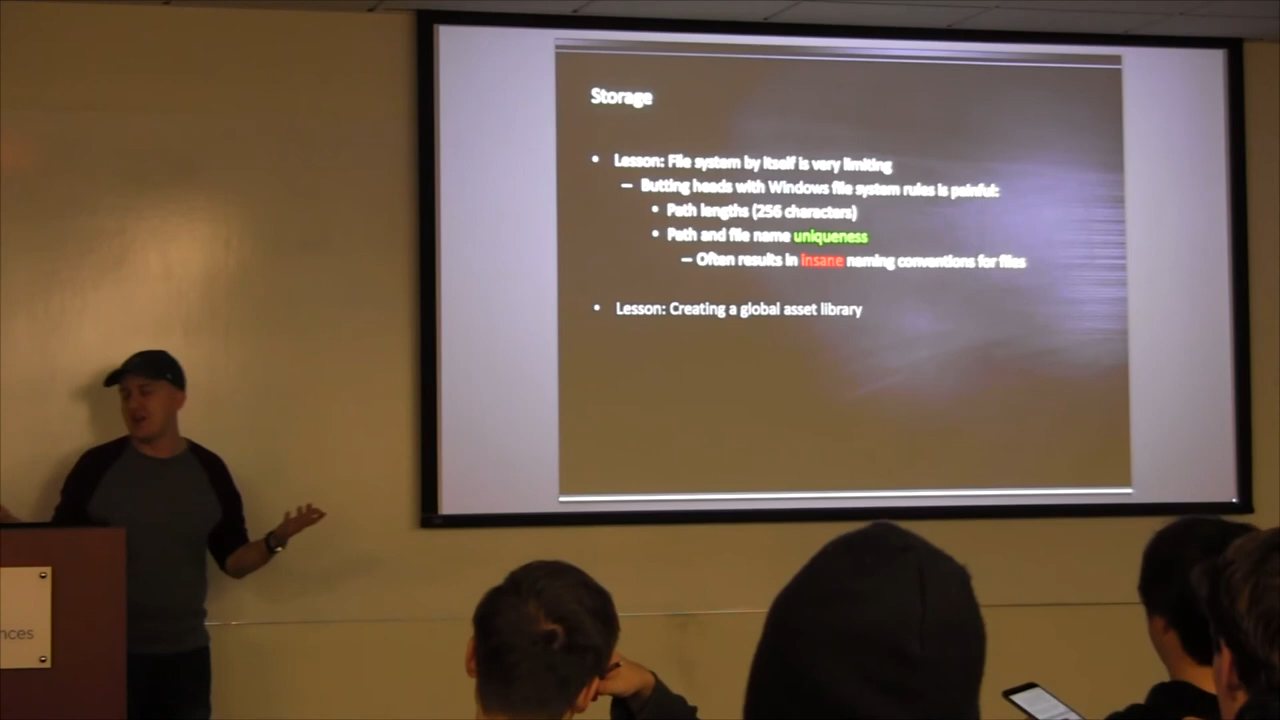 Storage
• Lesson: File system by itself is very limiting
– Butting heads with Windows file system rules is painful:
• Path lengths (256 characters)
• Path and file name uniqueness
– Often results in insane naming conventions for files
• Lesson: Creating a global asset library
nces